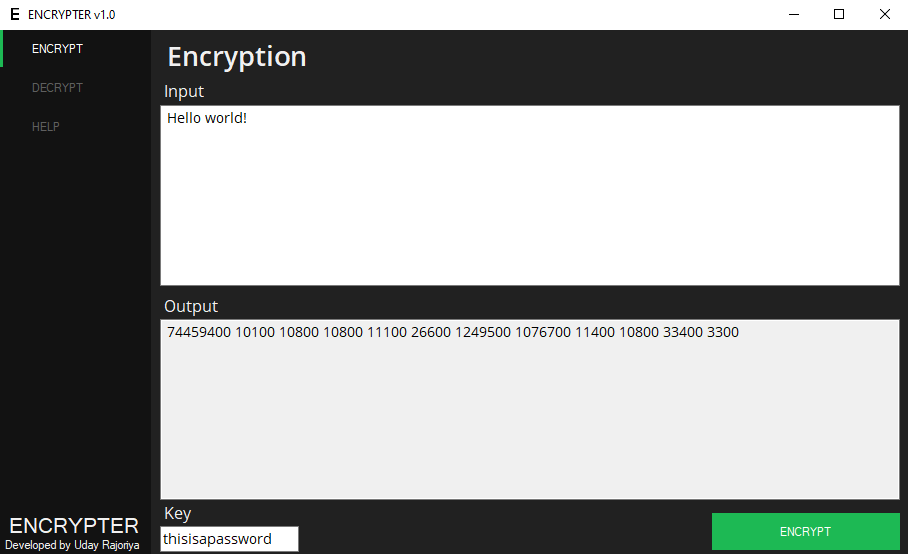 E ENCRYPTER v1.0
ENCRYPT
DECRYPT
HELP
Encryption
Input
Hello world!
Output
74459400 10100 10800 10800 11100 26600 1249500 1076700 11400 10800 33400 3300
Key
thisisapassword
ENCRYPT
ENCRYPTER
Developed by Uday Rajoriya